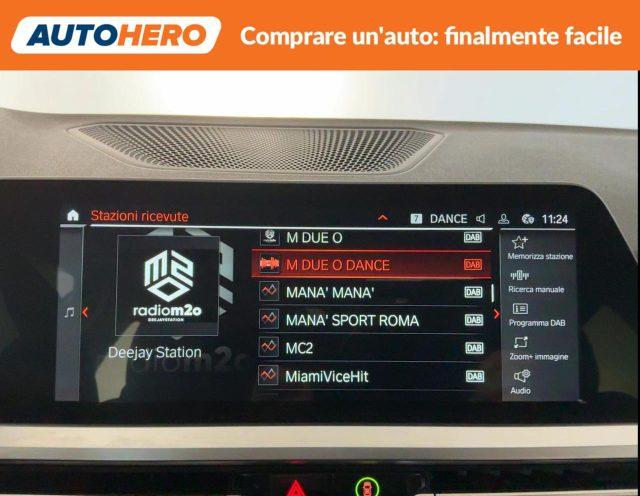 AUTOHERO
Comprare un'auto: finalmente facile
Stazioni ricevute
7 DANCE 11:24
M DUE O DAB
M DUE O DANCE DAB
MANA' MANA' DAB
MANA' SPORT ROMA DAB
MC2 DAB
MiamiViceHit DAB
radiom2o
DEEJAY STATION
Deejay Station
Memorizza stazione
Ricerca manuale
Programma DAB
Zoom+ immagine
Audio